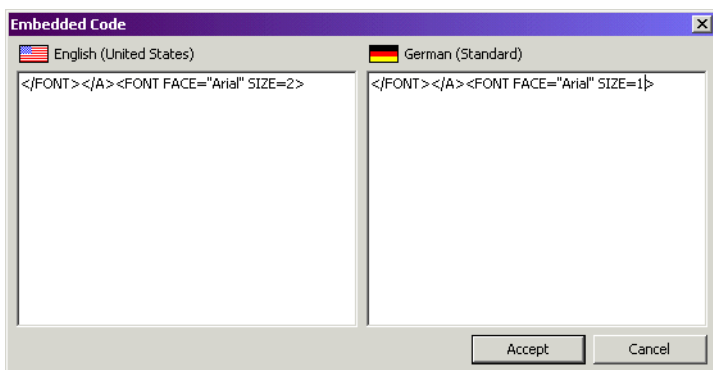 Embedded Code
English (United States)
German (Standard)
</FONT></A><FONT FACE="Arial" SIZE=2>
</FONT></A><FONT FACE="Arial" SIZE=1>
Accept
Cancel